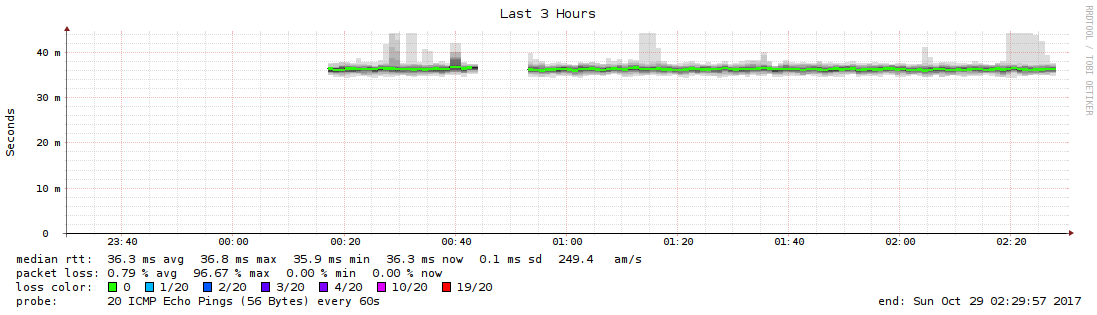 Last 3 Hours
RRDTOOL / TOBI OETIKER
Seconds
40 m
30 m
20 m
10 m
0
23:40 00:00 00:20 00:40 01:00 01:20 01:40 02:00 02:20
median rtt: 36.3 ms avg 36.8 ms max 35.9 ms min 36.3 ms now 0.1 ms sd 249.4 am/s
packet loss: 0.79 % avg 96.67 % max 0.00 % min 0.00 % now
loss color: 0 1/20 2/20 3/20 4/20 10/20 19/20
probe: 20 ICMP Echo Pings (56 Bytes) every 60s end: Sun Oct 29 02:29:57 2017